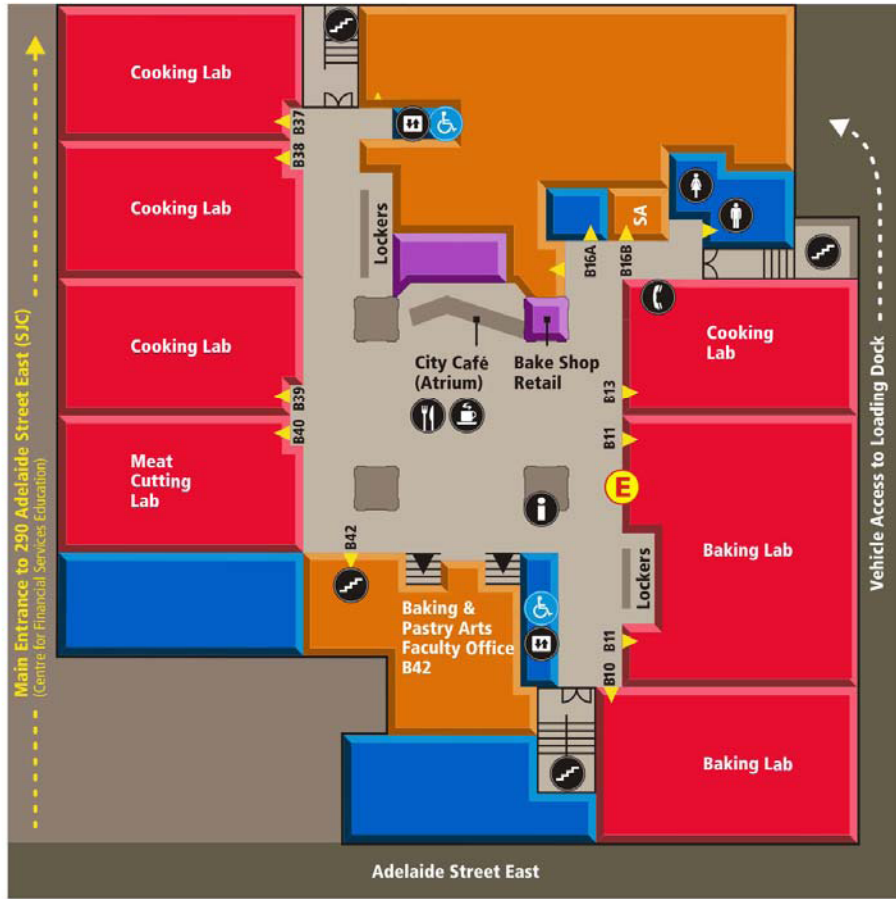 Cooking Lab
B37
B38
Cooking Lab
Lockers
SA
B16A
B16B
Cooking Lab
B39
B40
City Café
(Atrium)
Bake Shop
Retail
Cooking
Lab
B13
B11
Meat
Cutting
Lab
E
i
B42
Baking Lab
Lockers
Baking &
Pastry Arts
Faculty Office
B42
B11
B10
Baking Lab
Main Entrance to 290 Adelaide Street East (SJC)
(Centre for Financial Services Education)
Vehicle Access to Loading Dock
Adelaide Street East